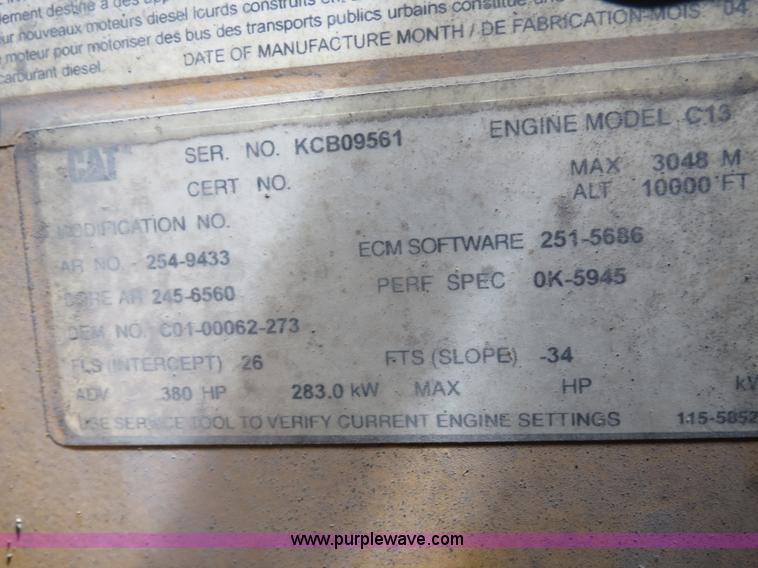 lement destiné à des
ur nouveaux moteurs diesel lourds construits en
moteur pour motoriser des bus des transports publics urbains constitue une
carburant diesel.
DATE OF MANUFACTURE MONTH / DE FABRICATION-MOIS 04
CAT SER. NO. KCB09561 ENGINE MODEL C13
CERT NO. MAX ALT 3048 M 10000 FT
MODIFICATION NO.
AR NO. 254-9433 ECM SOFTWARE 251-5686
CORE AR 245-6560 PERF SPEC 0K-5945
OEM NO. C01-00062-273
FLS (INTERCEPT) 26 FTS (SLOPE) -34
ADV 380 HP 283.0 kW MAX HP kW
USE SERVICE TOOL TO VERIFY CURRENT ENGINE SETTINGS 115-5852
www.purplewave.com